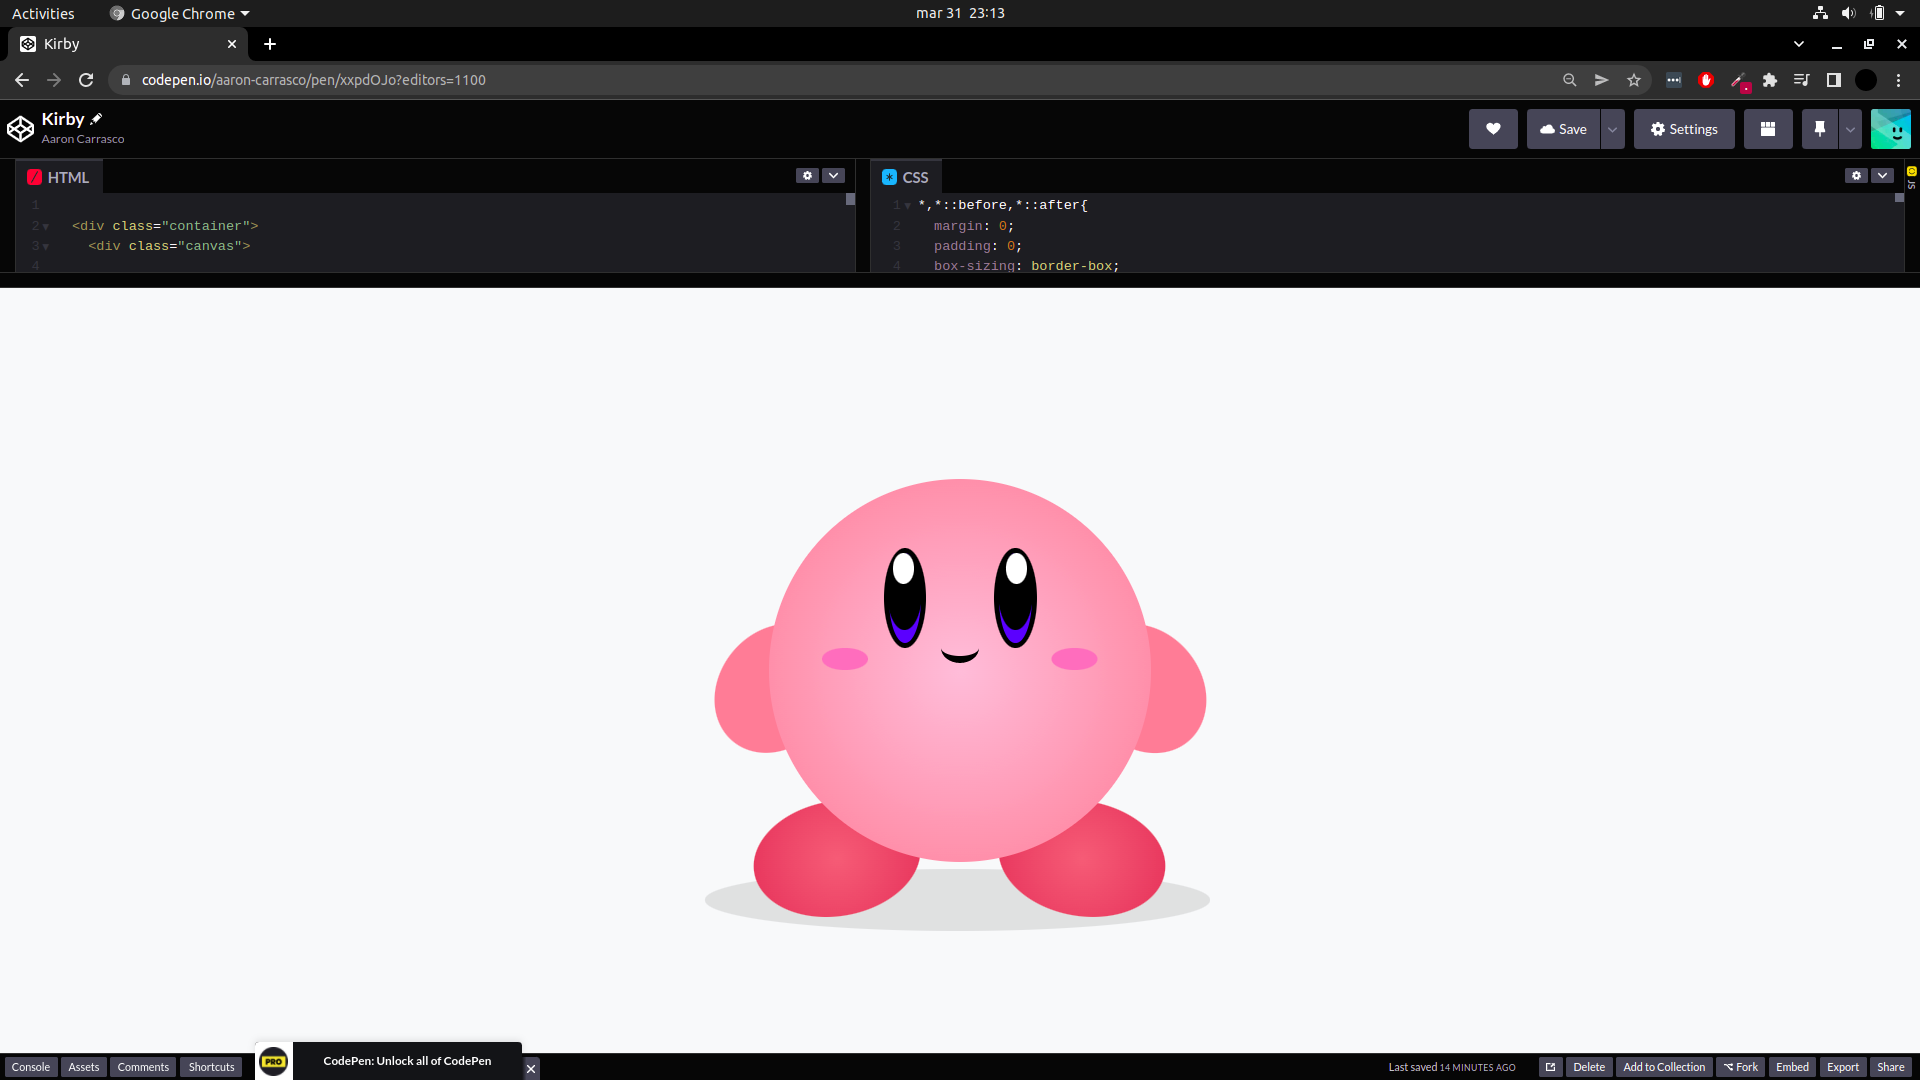 Activities Google Chrome mar 31 23:13
Kirby
codepen.io/aaron-carrasco/pen/xxpdOJo?editors=1100
Kirby
Aaron Carrasco
Save Settings
HTML CSS JS
1
2 <div class="container">
3 <div class="canvas">
4
1 *,*::before,*::after{
2 margin: 0;
3 padding: 0;
4 box-sizing: border-box;
PRO CodePen: Unlock all of CodePen
Console Assets Comments Shortcuts Last saved 14 MINUTES AGO Delete Add to Collection Fork Embed Export Share